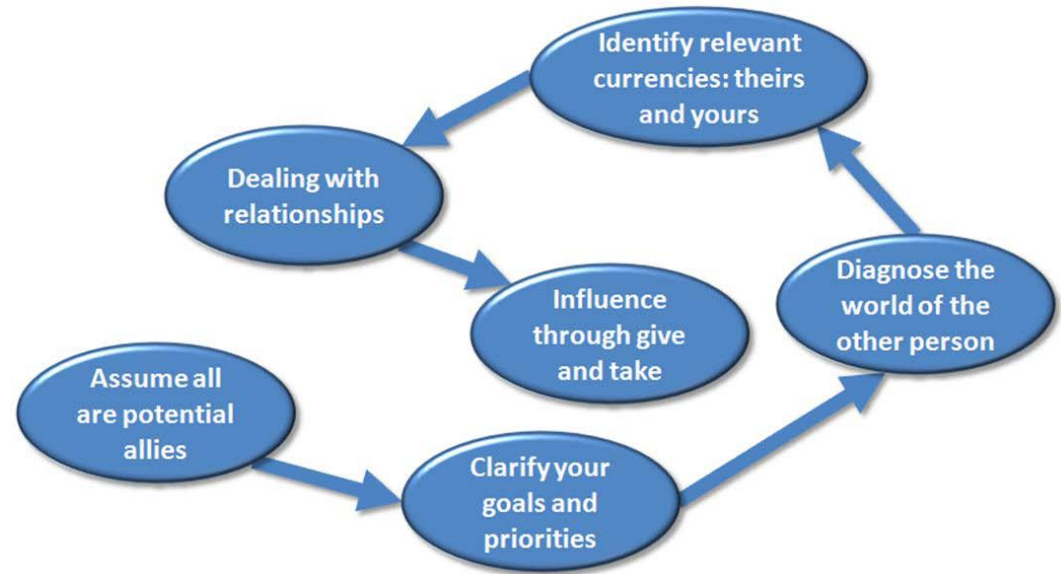 Identify relevant
currencies: theirs
and yours
Dealing with
relationships
Diagnose the
world of the
other person
Influence
through give
and take
Assume all
are potential
allies
Clarify your
goals and
priorities